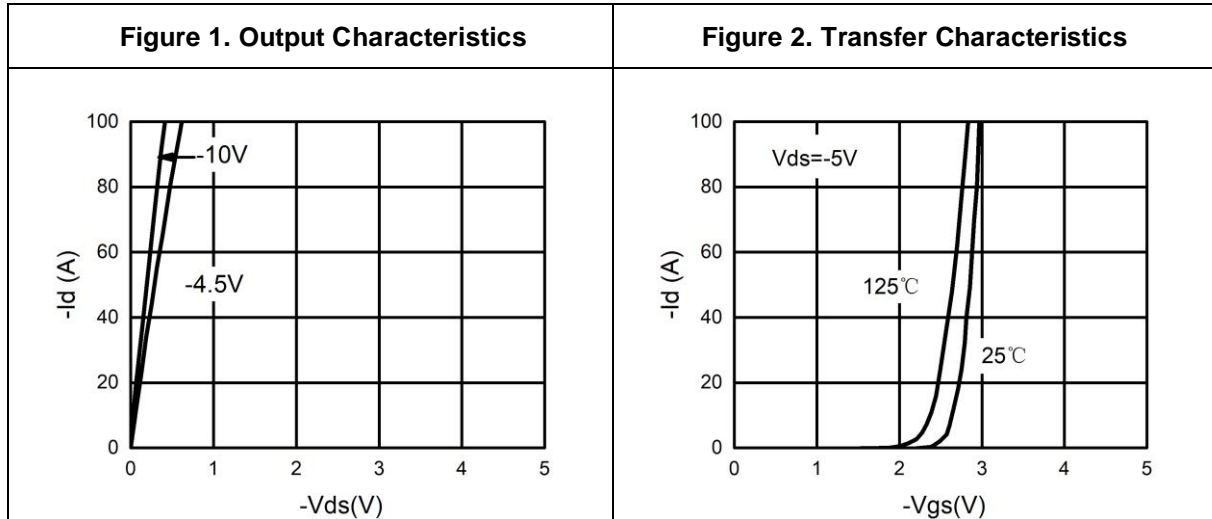 Figure 1. Output Characteristics
100
80
60
40
20
0
-Id (A)
-10V
-4.5V
0 1 2 3 4 5
-Vds(V)
Figure 2. Transfer Characteristics
100
80
60
40
20
0
-Id (A)
Vds=-5V
125℃
25℃
0 1 2 3 4 5
-Vgs(V)